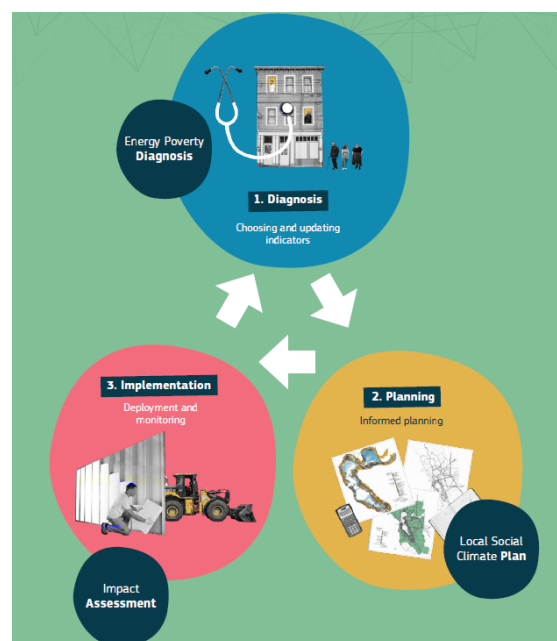 Energy Poverty
Diagnosis
1. Diagnosis
Choosing and updating
indicators
3. Implementation
Deployment and
monitoring
2. Planning
Informed planning
Local Social
Climate Plan
Impact
Assessment